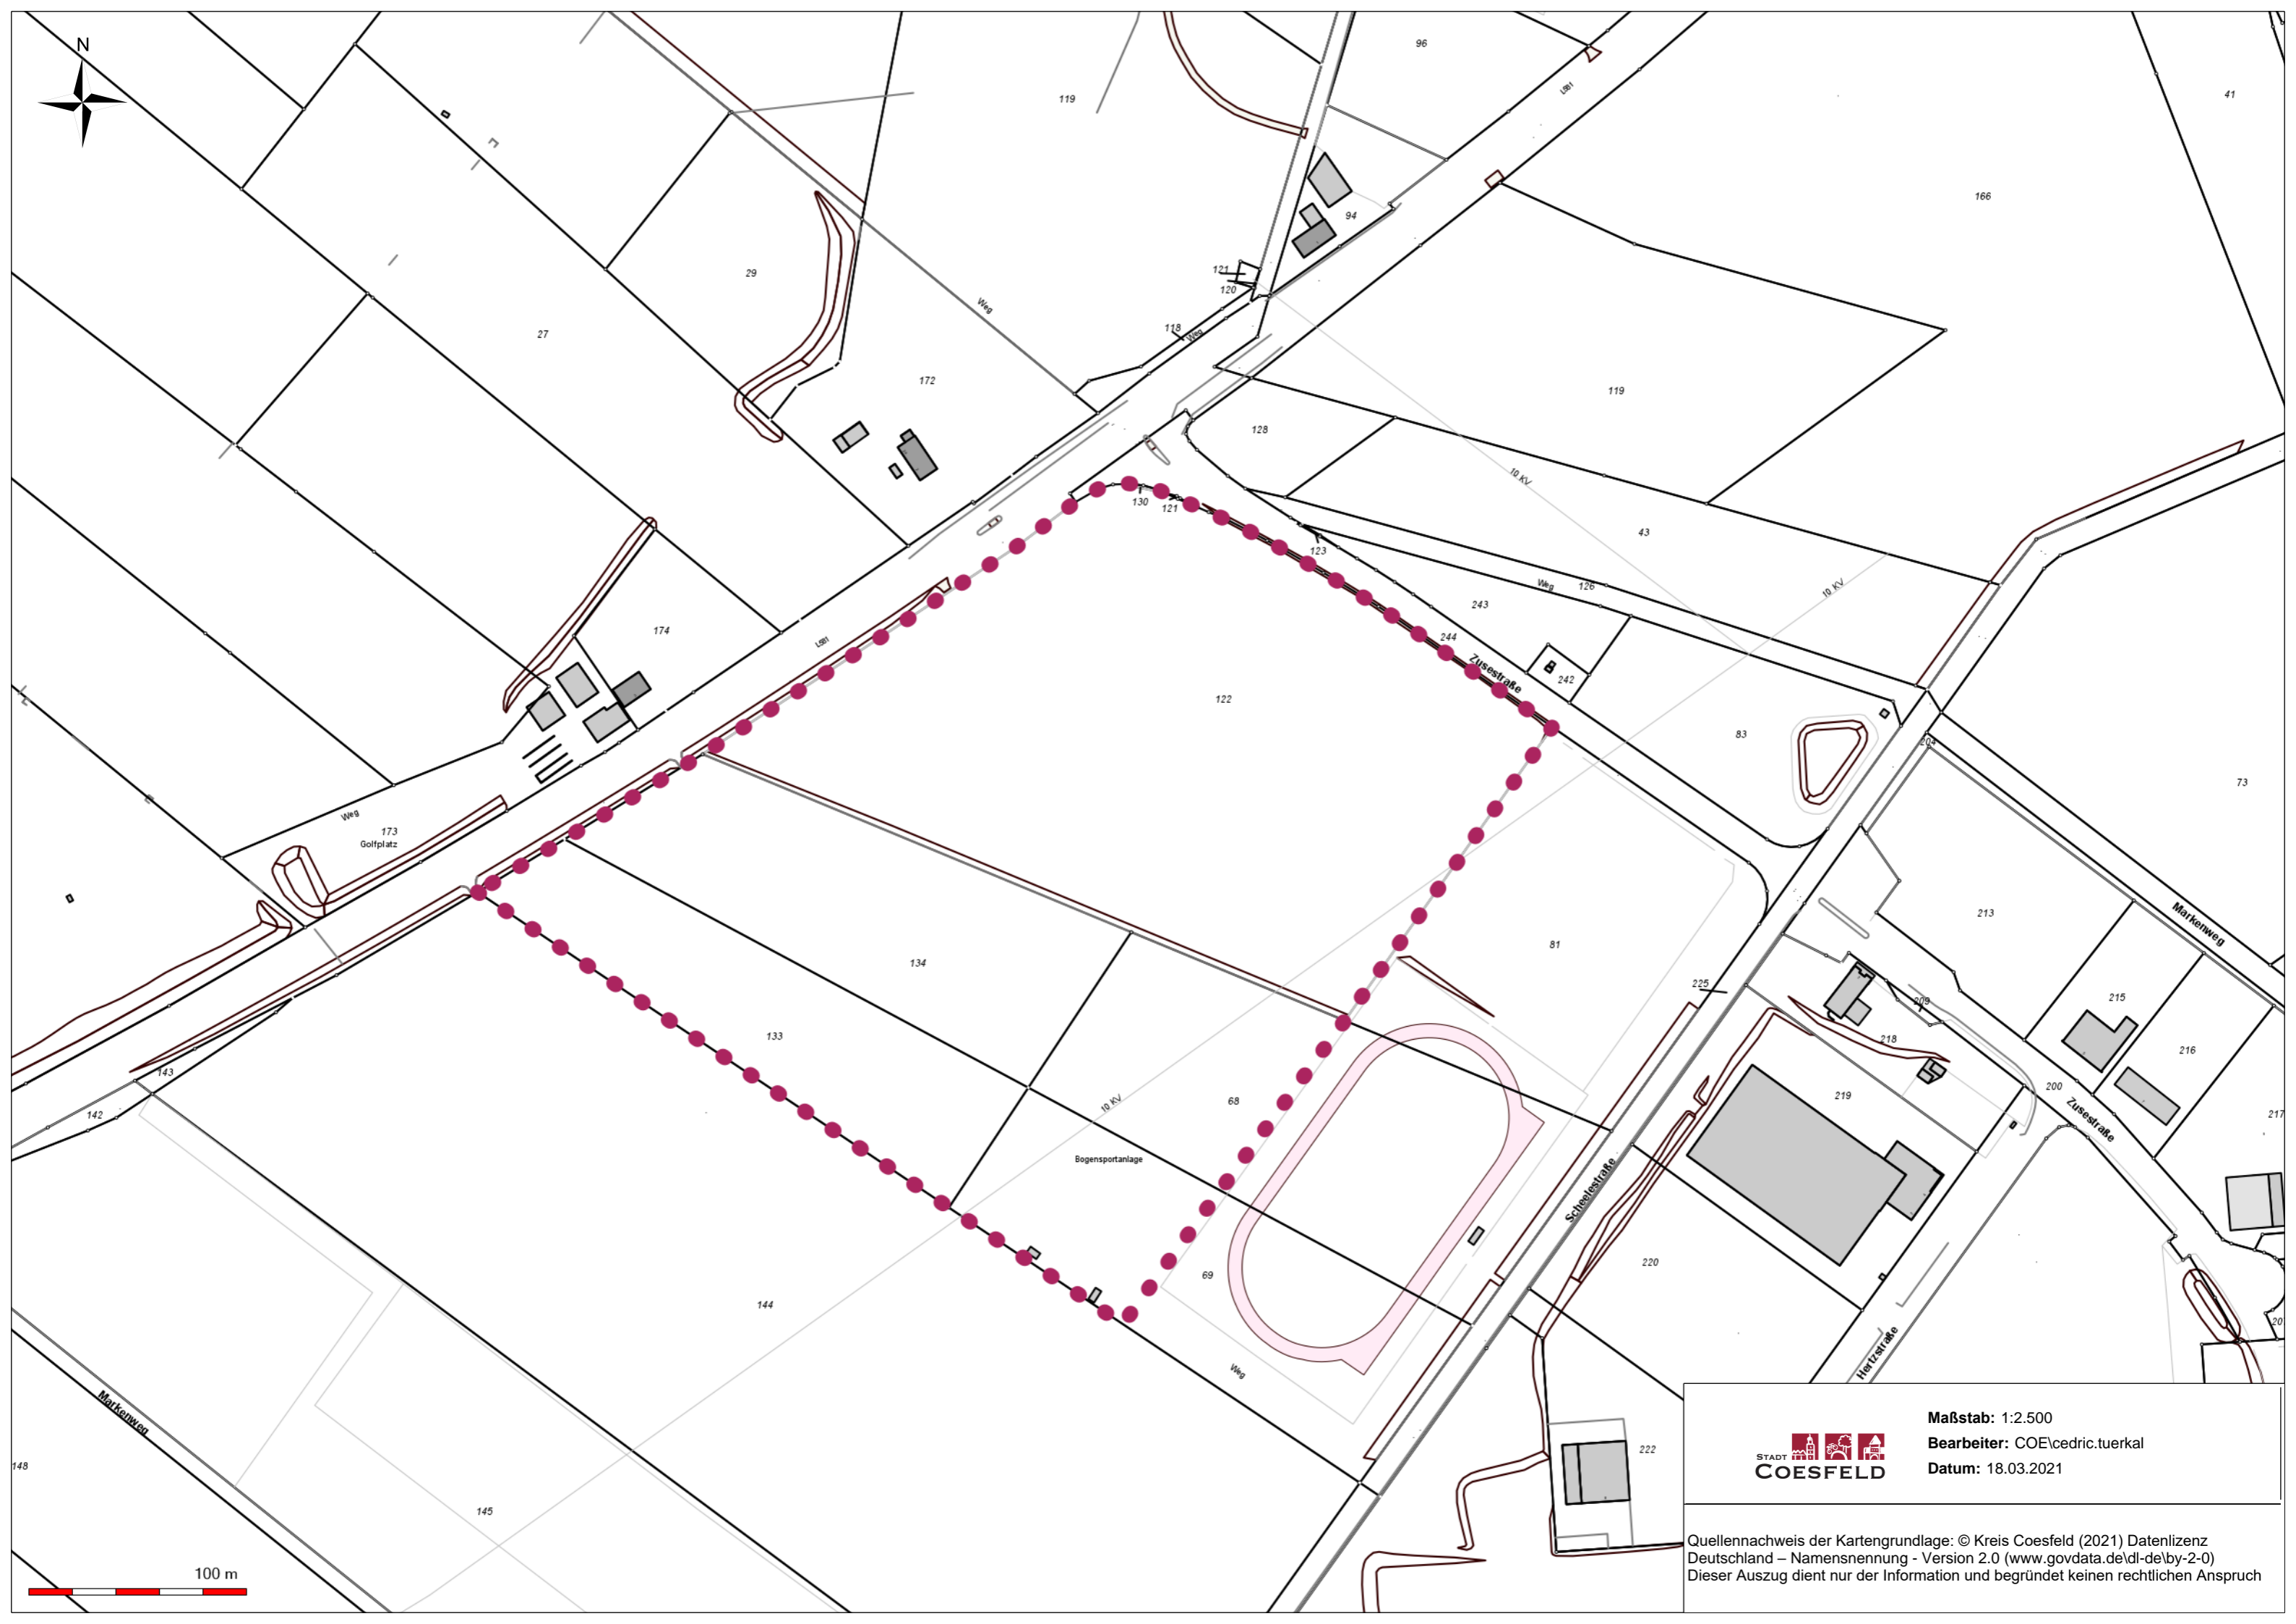 N
96
41
119
L581
166
94
29
121
120
Weg
27
118
Weg
172
119
128
10 KV
130
121
43
123
Weg
126
10 KV
243
174
244
L581
Zusestraße
242
122
83
204
73
Weg
173
Golfplatz
213
Markenweg
81
134
225
209
215
133
218
216
143
200
219
142
10 KV
68
Zusestraße
217
Bogensportanlage
Scheelestraße
220
69
144
Weg
Hertzstraße
20
Markenweg
222
148
145
STADT
COESFELD
Maßstab: 1:2.500
Bearbeiter: COE\cedric.tuerkal
Datum: 18.03.2021
Quellennachweis der Kartengrundlage: © Kreis Coesfeld (2021) Datenlizenz
Deutschland – Namensnennung - Version 2.0 (www.govdata.de\dl-de\by-2-0)
Dieser Auszug dient nur der Information und begründet keinen rechtlichen Anspruch
100 m